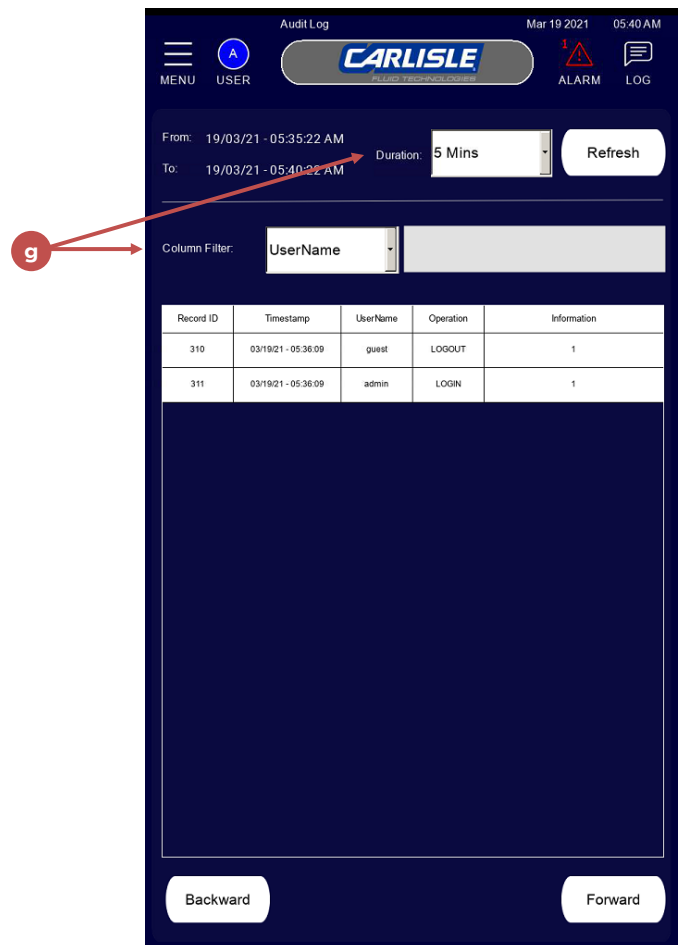 Audit Log
Mar 19 2021 05:40 AM
MENU
A
USER
CARLISLE
FLUID TECHNOLOGIES
1
ALARM
LOG
From: 19/03/21 - 05:35:22 AM
To: 19/03/21 - 05:40:22 AM
Duration: 5 Mins
Refresh
g
Column Filter: UserName
Record ID Timestamp UserName Operation Information
310 03/19/21 - 05:36:09 guest LOGOUT 1
311 03/19/21 - 05:36:09 admin LOGIN 1
Backward
Forward